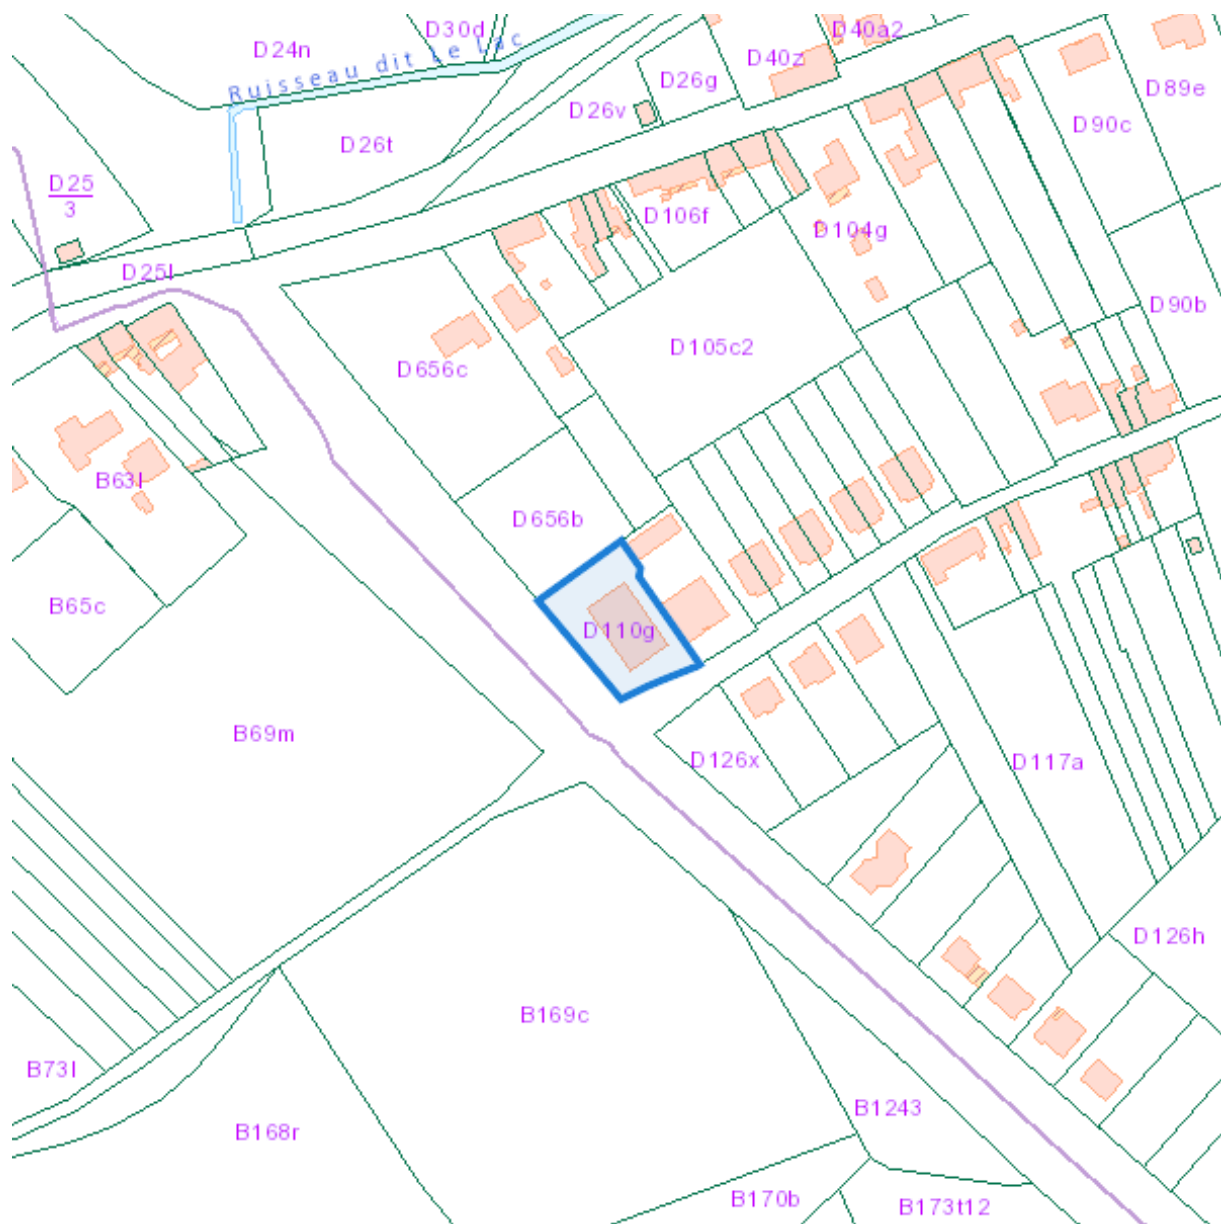 D30d
D40a2
D24n
D40z
Ruisseau dit Le Lac
D26g
D89e
D26v
D90c
D26t
D25
3
D106f
D104g
D25l
D90b
D105c2
D656c
B63l
D656b
B65c
D110g
B69m
D126x
D117a
D126h
B169c
B73l
B1243
B168r
B170b
B173t12